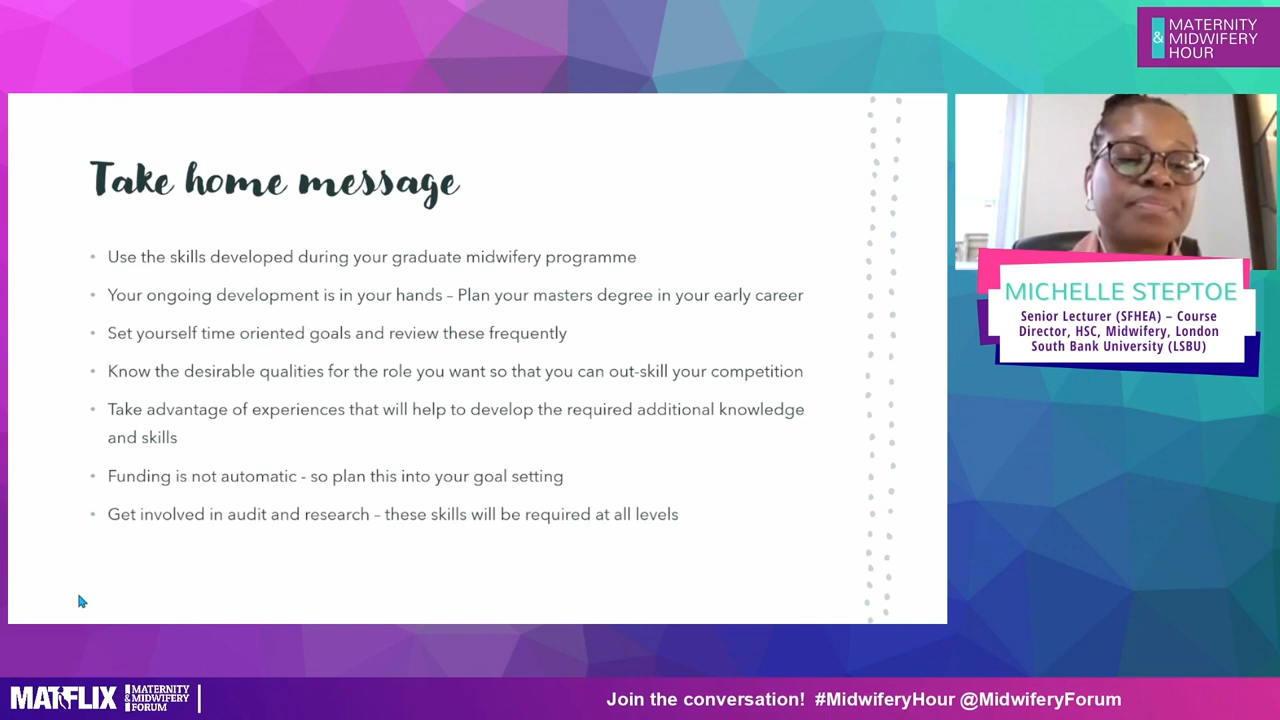 MATERNITY
& MIDWIFERY
HOUR
Take home message
• Use the skills developed during your graduate midwifery programme
• Your ongoing development is in your hands – Plan your masters degree in your early career
• Set yourself time oriented goals and review these frequently
• Know the desirable qualities for the role you want so that you can out-skill your competition
• Take advantage of experiences that will help to develop the required additional knowledge
and skills
• Funding is not automatic - so plan this into your goal setting
• Get involved in audit and research – these skills will be required at all levels
MICHELLE STEPTOE
Senior Lecturer (SFHEA) – Course
Director, HSC, Midwifery, London
South Bank University (LSBU)
MATFLIX
MATERNITY
& MIDWIFERY
FORUM
Join the conversation! #MidwiferyHour @MidwiferyForum